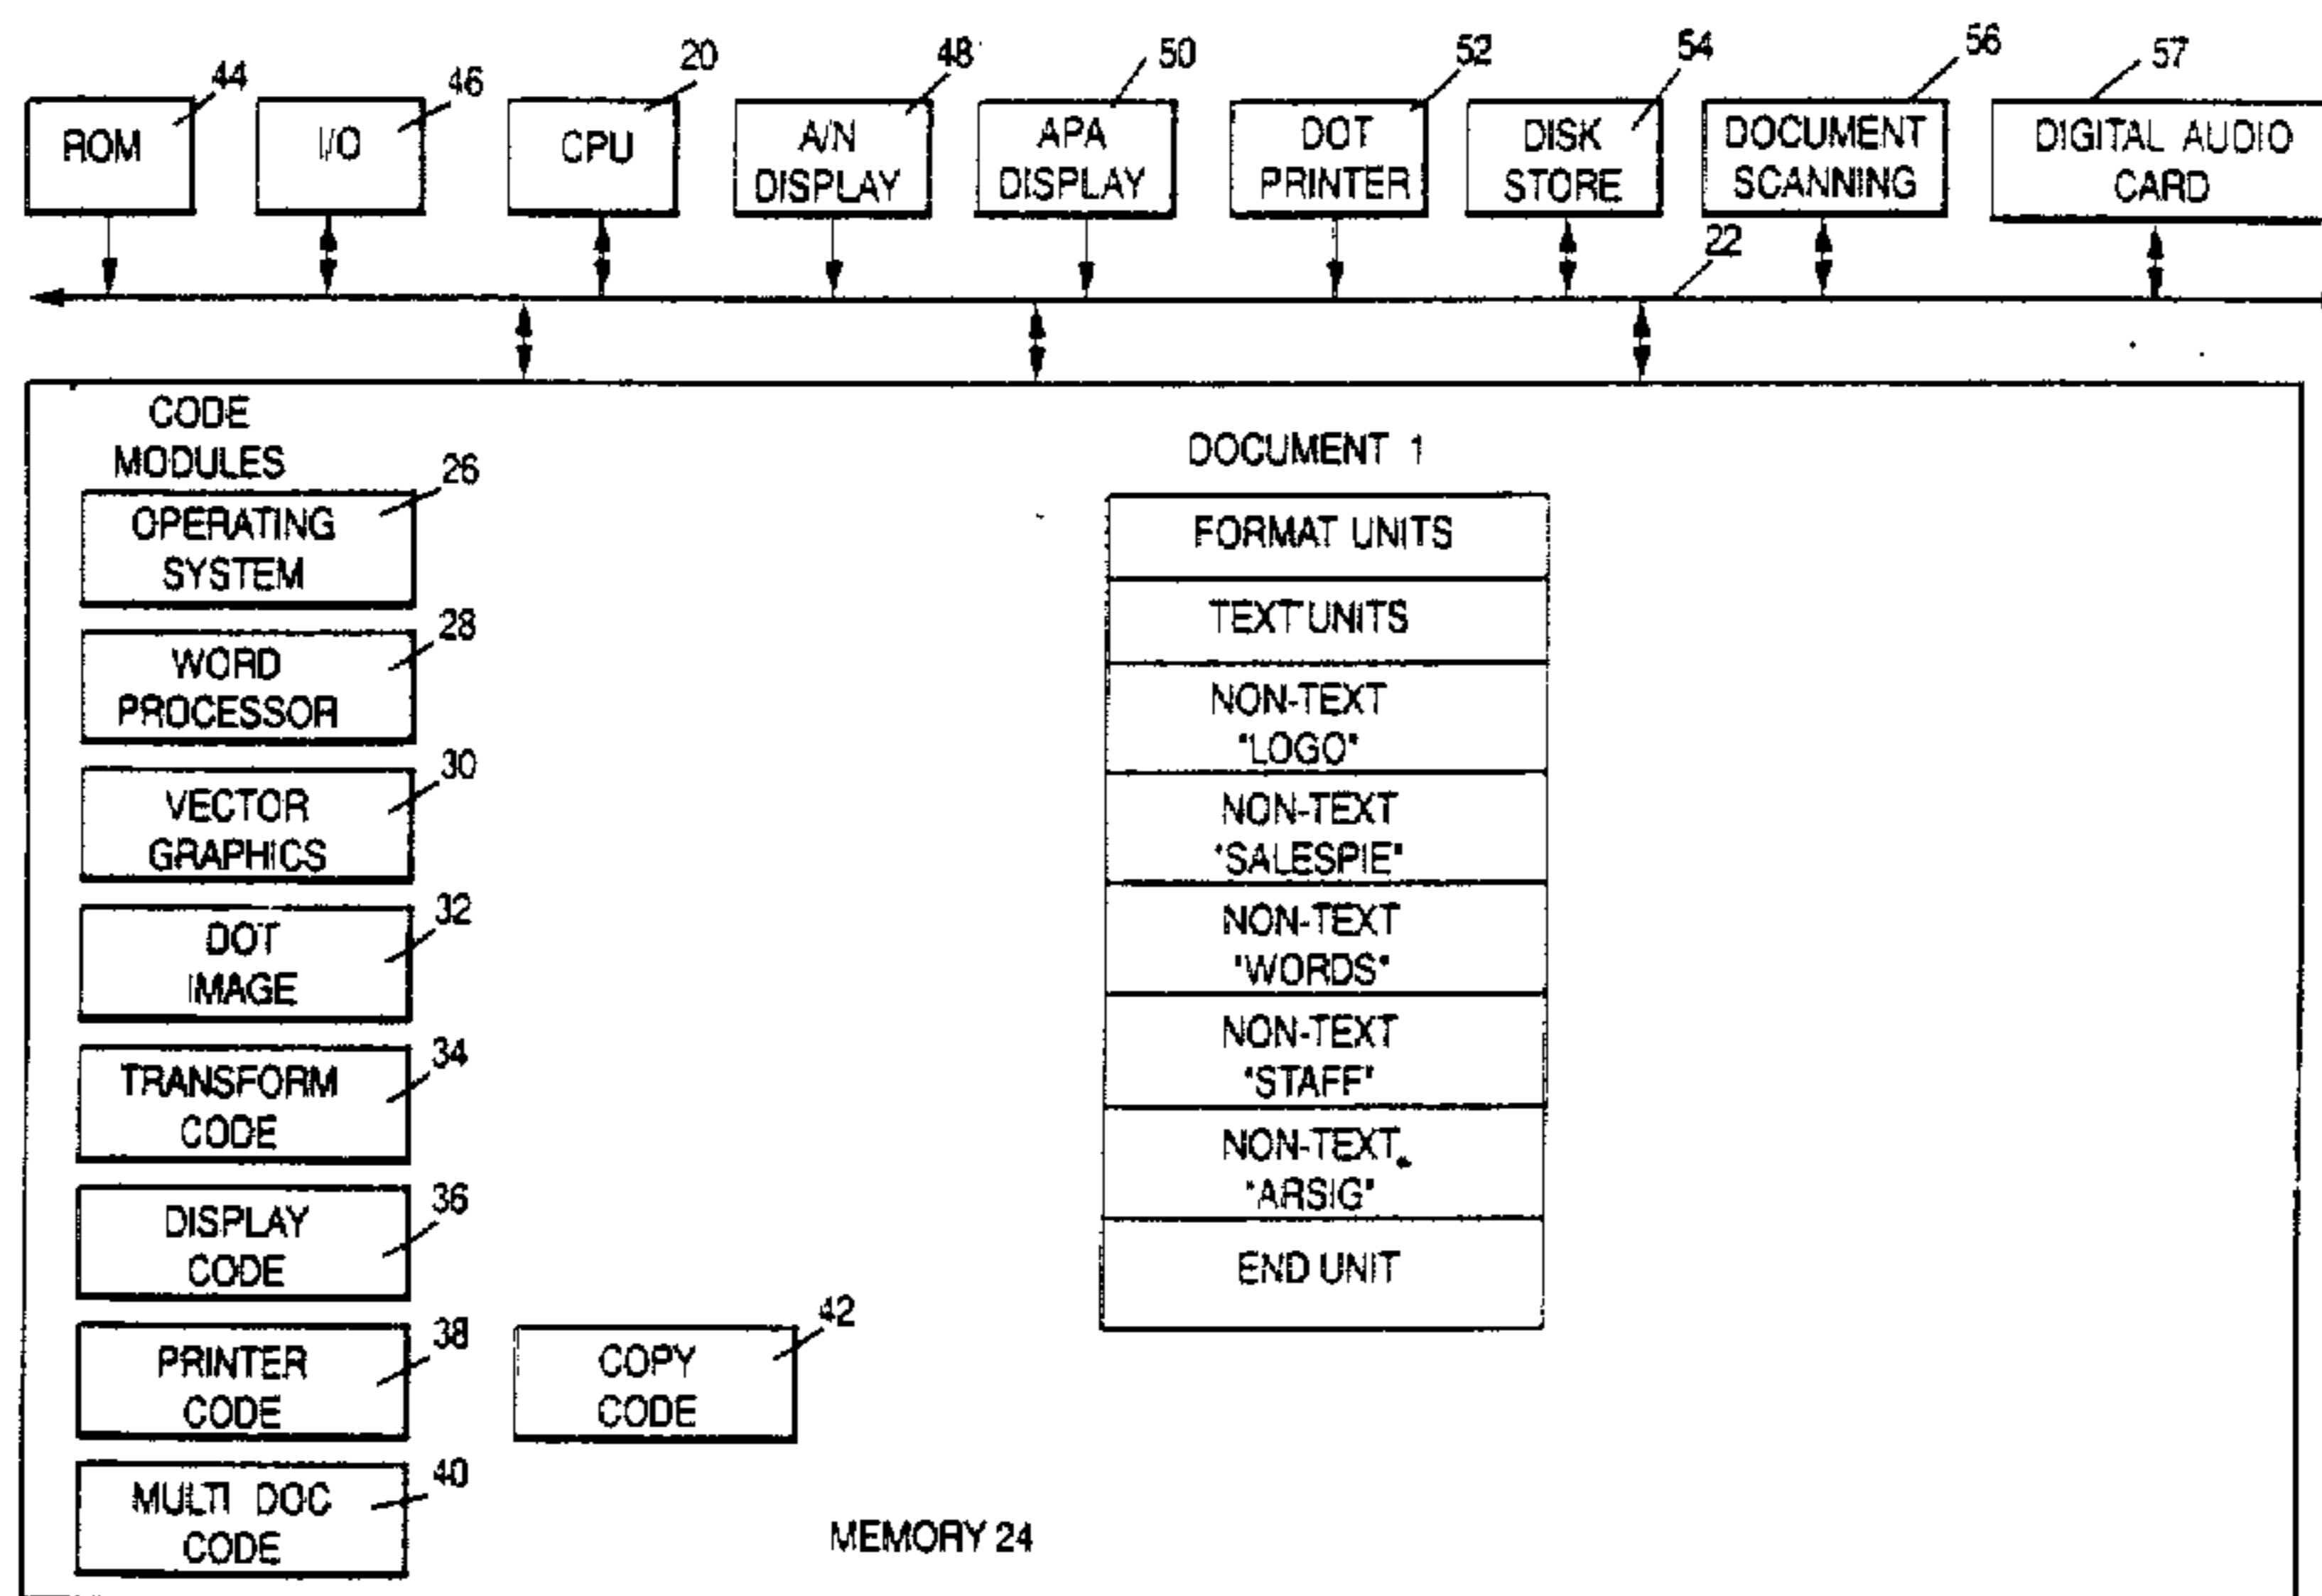 44
46
20
48
50
52
54
56
57
ROM
I/O
CPU
A/N
DISPLAY
APA
DISPLAY
DOT
PRINTER
DISK
STORE
DOCUMENT
SCANNING
DIGITAL AUDIO
CARD
22
CODE
MODULES
26
OPERATING
SYSTEM
28
WORD
PROCESSOR
30
VECTOR
GRAPHICS
32
DOT
IMAGE
34
TRANSFORM
CODE
36
DISPLAY
CODE
38
PRINTER
CODE
42
COPY
CODE
40
MULTI DOC
CODE
DOCUMENT 1
FORMAT UNITS
TEXT UNITS
NON-TEXT
"LOGO"
NON-TEXT
"SALESPIE"
NON-TEXT
"WORDS"
NON-TEXT
"STAFF"
NON-TEXT
"ARSIG"
END UNIT
MEMORY 24